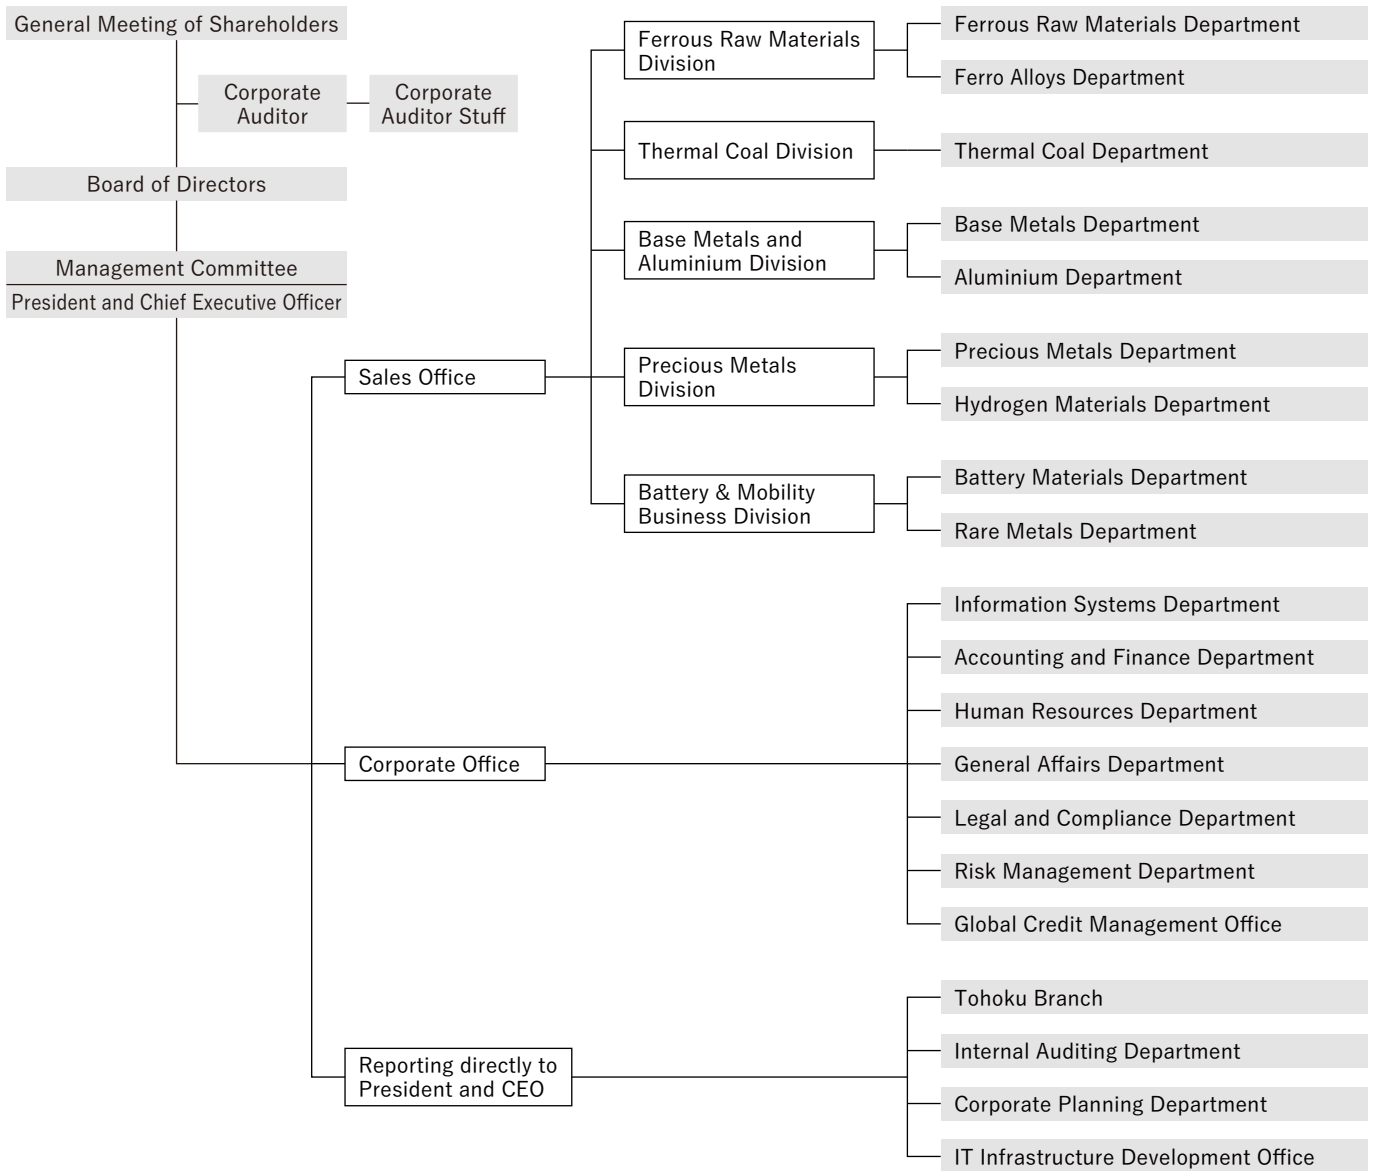 General Meeting of Shareholders
Corporate
Auditor
Corporate
Auditor Stuff
Board of Directors
Management Committee
President and Chief Executive Officer
Sales Office
Ferrous Raw Materials
Division
Ferrous Raw Materials Department
Ferro Alloys Department
Thermal Coal Division
Thermal Coal Department
Base Metals and
Aluminium Division
Base Metals Department
Aluminium Department
Precious Metals
Division
Precious Metals Department
Hydrogen Materials Department
Battery & Mobility
Business Division
Battery Materials Department
Rare Metals Department
Corporate Office
Information Systems Department
Accounting and Finance Department
Human Resources Department
General Affairs Department
Legal and Compliance Department
Risk Management Department
Global Credit Management Office
Reporting directly to
President and CEO
Tohoku Branch
Internal Auditing Department
Corporate Planning Department
IT Infrastructure Development Office